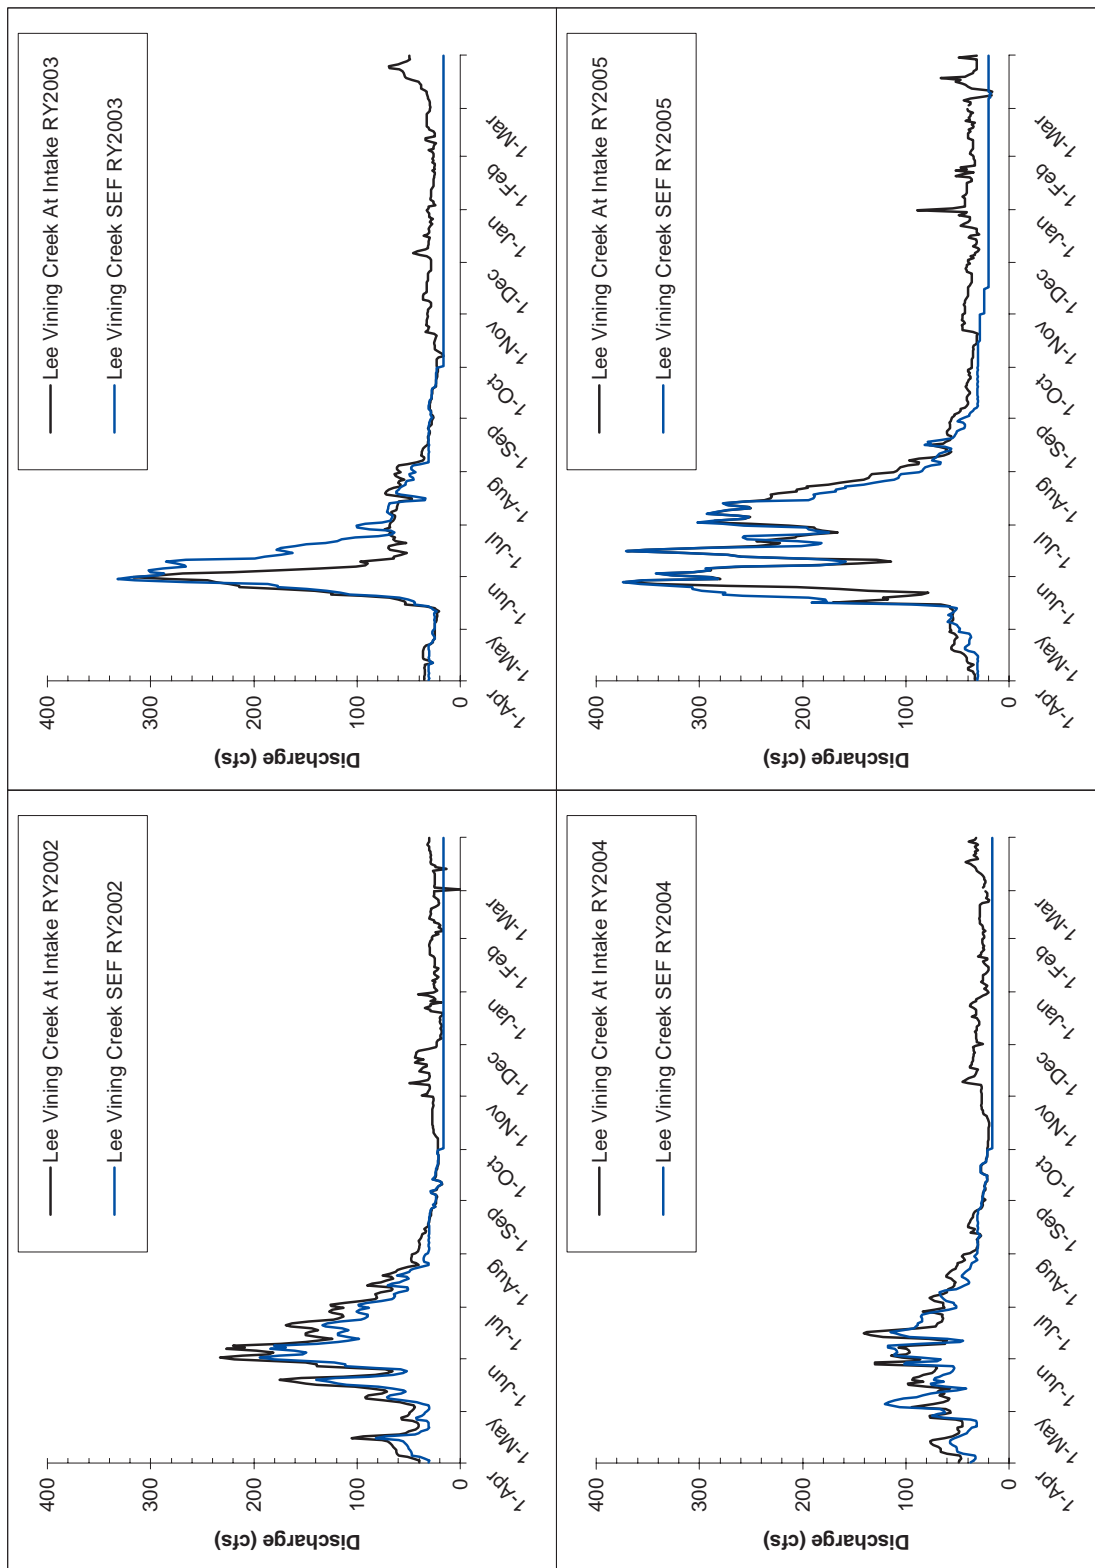 Lee Vining Creek At Intake RY2002
Lee Vining Creek SEF RY2002
Discharge (cfs)
400
300
200
100
0
1-Apr
1-May
1-Jun
1-Jul
1-Aug
1-Sep
1-Oct
1-Nov
1-Dec
1-Jan
1-Feb
1-Mar
Lee Vining Creek At Intake RY2003
Lee Vining Creek SEF RY2003
Discharge (cfs)
400
300
200
100
0
1-Apr
1-May
1-Jun
1-Jul
1-Aug
1-Sep
1-Oct
1-Nov
1-Dec
1-Jan
1-Feb
1-Mar
Lee Vining Creek At Intake RY2004
Lee Vining Creek SEF RY2004
Discharge (cfs)
400
300
200
100
0
1-Apr
1-May
1-Jun
1-Jul
1-Aug
1-Sep
1-Oct
1-Nov
1-Dec
1-Jan
1-Feb
1-Mar
Lee Vining Creek At Intake RY2005
Lee Vining Creek SEF RY2005
Discharge (cfs)
400
300
200
100
0
1-Apr
1-May
1-Jun
1-Jul
1-Aug
1-Sep
1-Oct
1-Nov
1-Dec
1-Jan
1-Feb
1-Mar